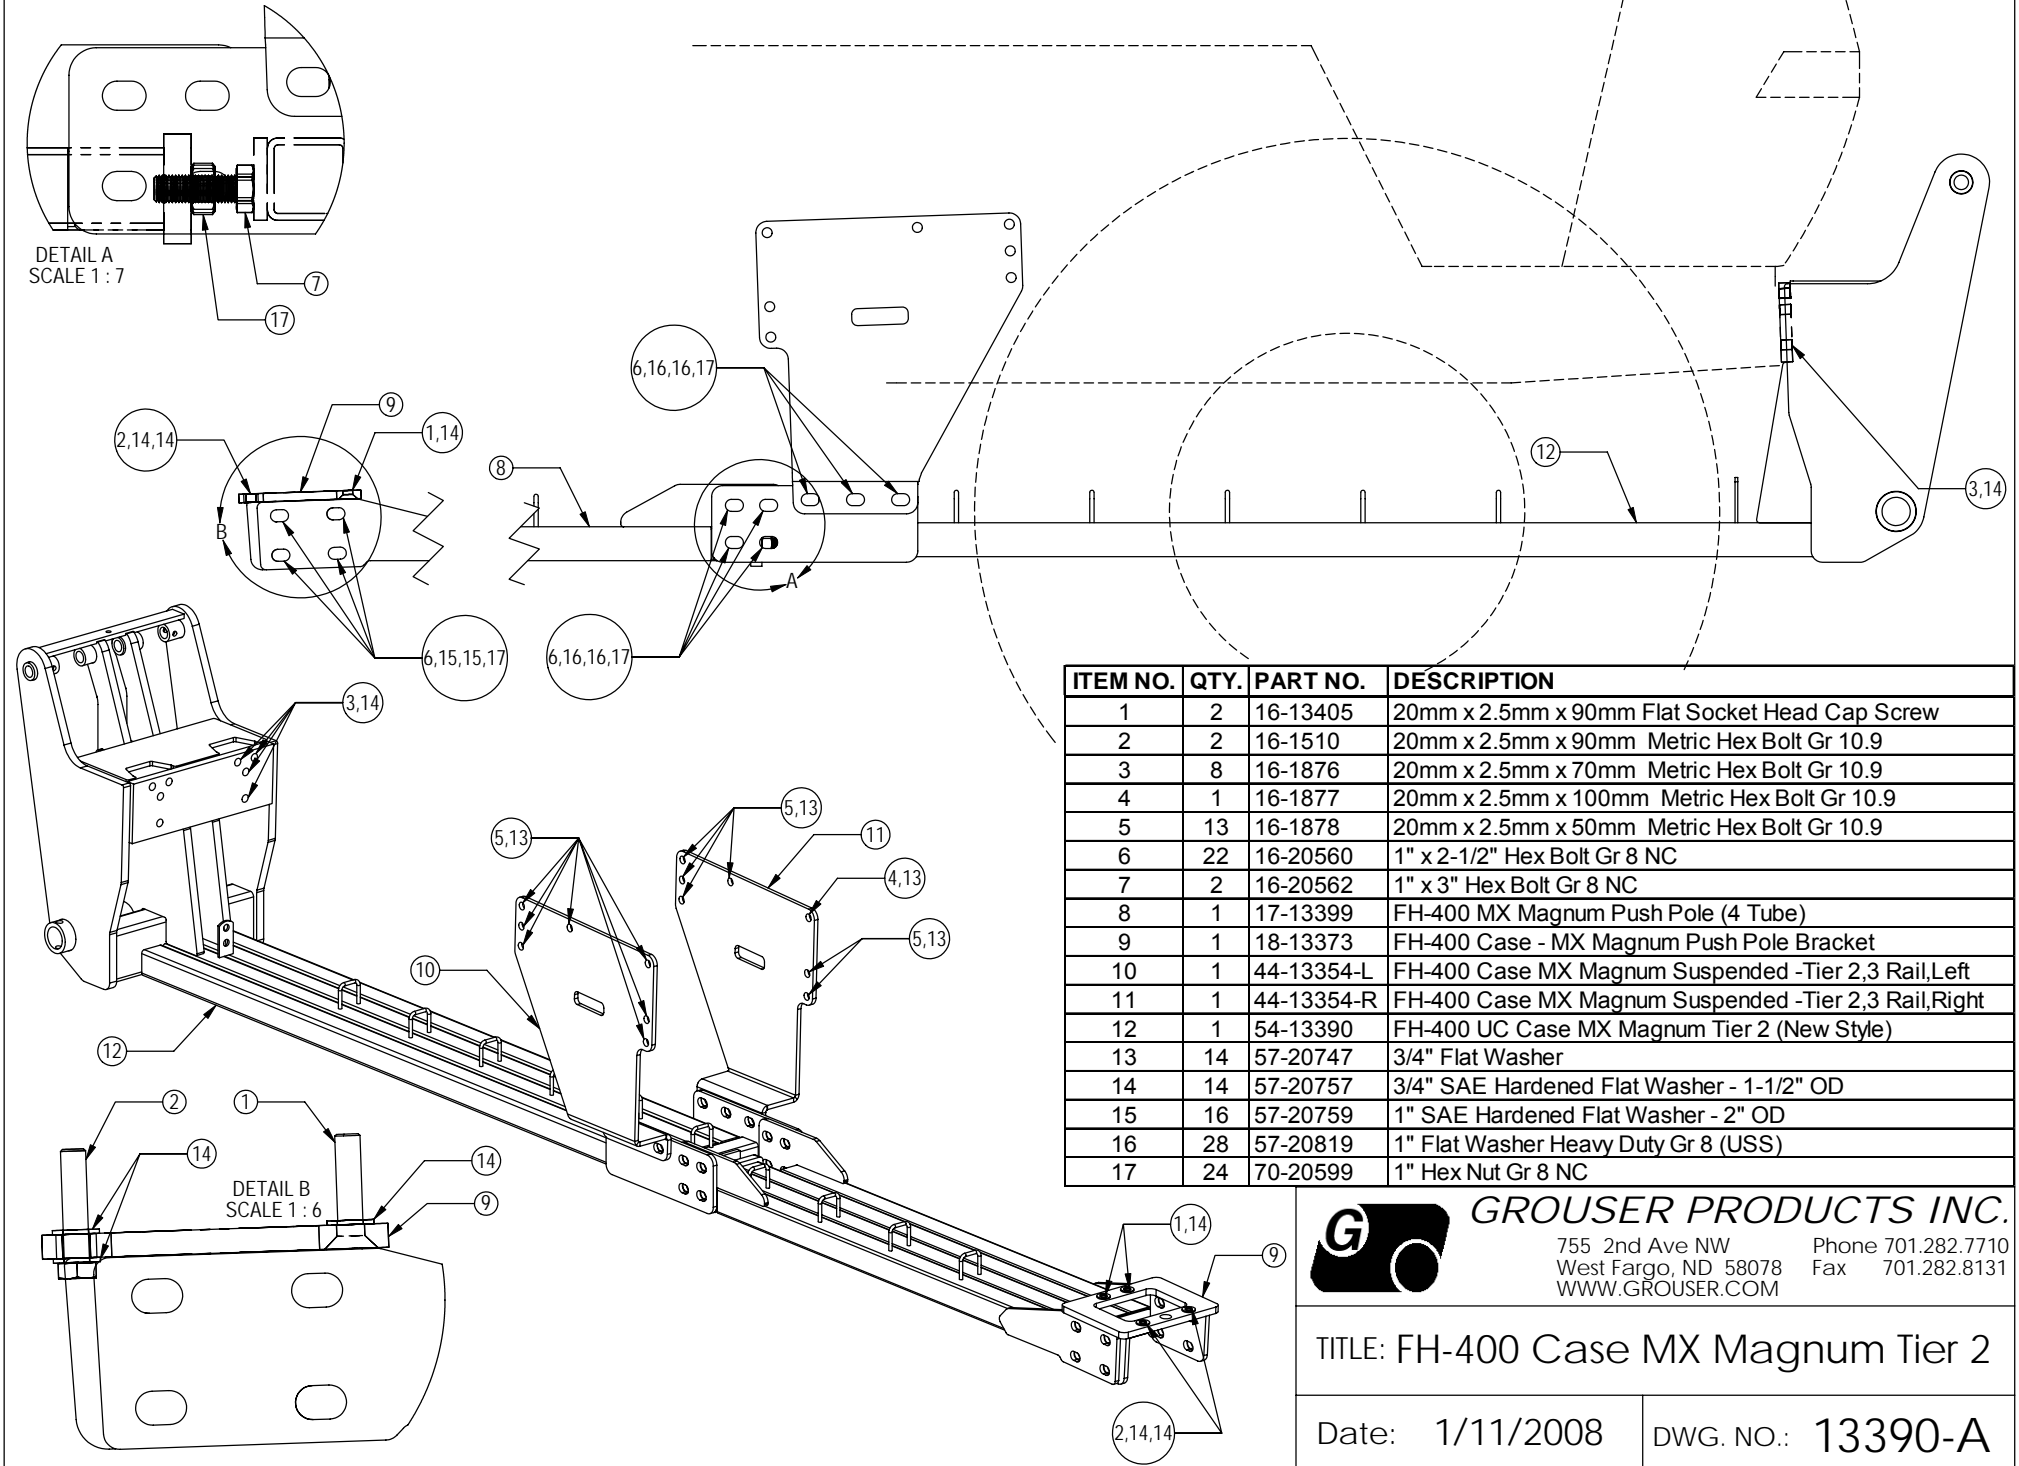 DETAIL A
SCALE 1 : 7
7
17
6,16,16,17
9
2,14,14
1,14
8
12
3,14
B
A
6,15,15,17
6,16,16,17
3,14
5,13
5,13
11
4,13
5,13
10
12
2
1
14
14
DETAIL B
SCALE 1 : 6
9
1,14
9
2,14,14
ITEM NO. QTY. PART NO. DESCRIPTION
1 2 16-13405 20mm x 2.5mm x 90mm Flat Socket Head Cap Screw
2 2 16-1510 20mm x 2.5mm x 90mm Metric Hex Bolt Gr 10.9
3 8 16-1876 20mm x 2.5mm x 70mm Metric Hex Bolt Gr 10.9
4 1 16-1877 20mm x 2.5mm x 100mm Metric Hex Bolt Gr 10.9
5 13 16-1878 20mm x 2.5mm x 50mm Metric Hex Bolt Gr 10.9
6 22 16-20560 1" x 2-1/2" Hex Bolt Gr 8 NC
7 2 16-20562 1" x 3" Hex Bolt Gr 8 NC
8 1 17-13399 FH-400 MX Magnum Push Pole (4 Tube)
9 1 18-13373 FH-400 Case - MX Magnum Push Pole Bracket
10 1 44-13354-L FH-400 Case MX Magnum Suspended -Tier 2,3 Rail,Left
11 1 44-13354-R FH-400 Case MX Magnum Suspended -Tier 2,3 Rail,Right
12 1 54-13390 FH-400 UC Case MX Magnum Tier 2 (New Style)
13 14 57-20747 3/4" Flat Washer
14 14 57-20757 3/4" SAE Hardened Flat Washer - 1-1/2" OD
15 16 57-20759 1" SAE Hardened Flat Washer - 2" OD
16 28 57-20819 1" Flat Washer Heavy Duty Gr 8 (USS)
17 24 70-20599 1" Hex Nut Gr 8 NC
G
GROUSER PRODUCTS INC.
755 2nd Ave NW Phone 701.282.7710
West Fargo, ND 58078 Fax 701.282.8131
WWW.GROUSER.COM
TITLE: FH-400 Case MX Magnum Tier 2
Date: 1/11/2008 DWG. NO.: 13390-A